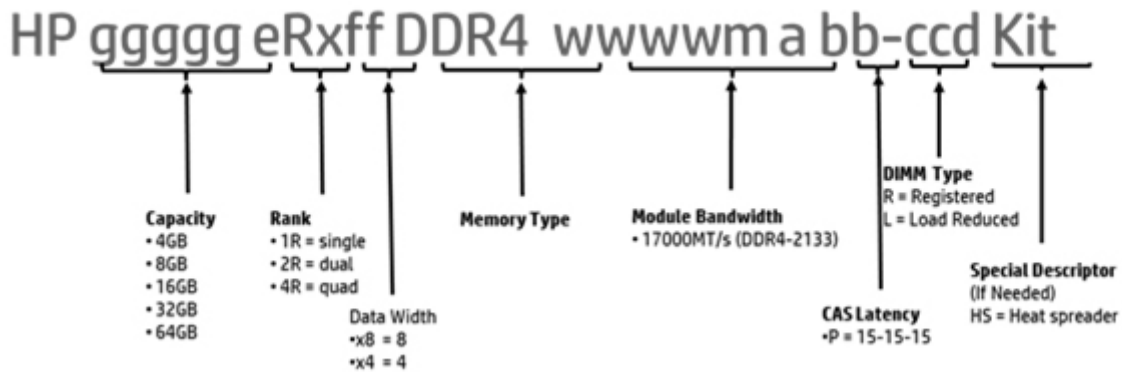 HP ggggg eRxff DDR4 wwwwm a bb-ccd Kit
Capacity
• 4GB
• 8GB
• 16GB
• 32GB
• 64GB
Rank
• 1R = single
• 2R = dual
• 4R = quad
Data Width
•x8 = 8
•x4 = 4
Memory Type
Module Bandwidth
• 17000MT/s (DDR4-2133)
CAS Latency
•P = 15-15-15
DIMM Type
R = Registered
L = Load Reduced
Special Descriptor
(If Needed)
HS = Heat spreader